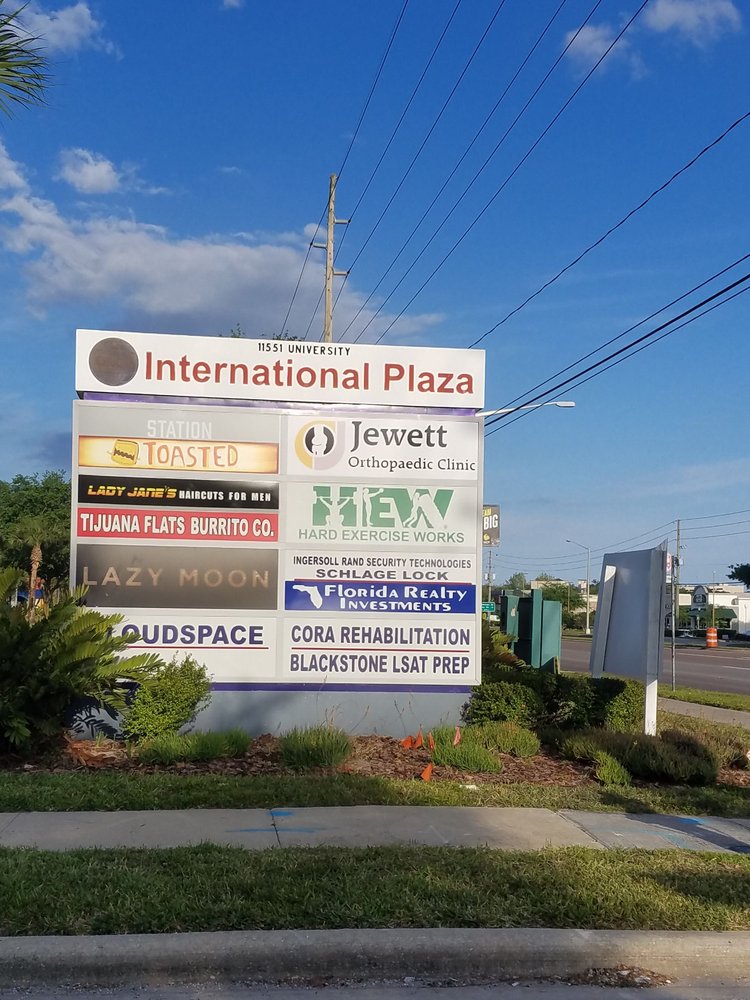 11551 UNIVERSITY
International Plaza
STATION
TOASTED
LADY JANE'S HAIRCUTS FOR MEN
TIJUANA FLATS BURRITO CO.
LAZY MOON
LOUDSPACE
Jewett
Orthopaedic Clinic
HEW
HARD EXERCISE WORKS
INGERSOLL RAND SECURITY TECHNOLOGIES
SCHLAGE LOCK
Florida Realty
INVESTMENTS
CORA REHABILITATION
BLACKSTONE LSAT PREP
BIG